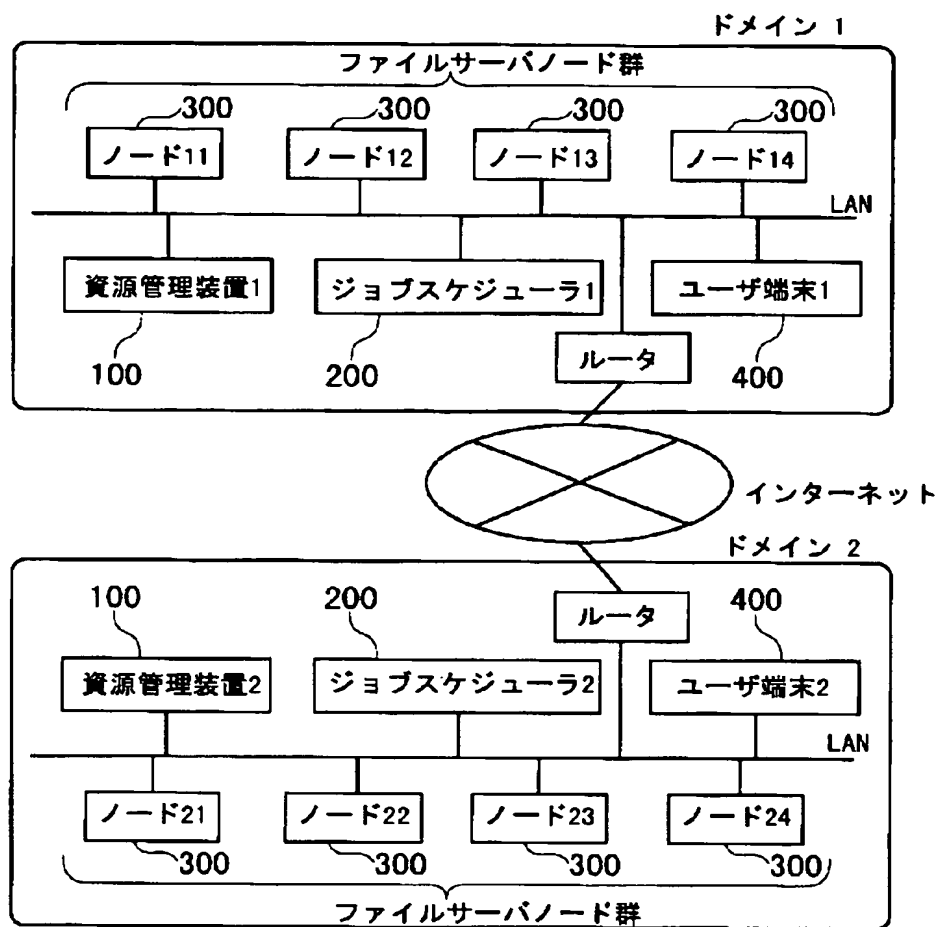 ドメイン 1
ファイルサーバノード群
300 300 300 300
ノード11 ノード12 ノード13 ノード14
LAN
資源管理装置1 ジョブスケジューラ1 ユーザ端末1
ルータ
100 200 400
インターネット
ドメイン 2
100 200 400
ルータ
資源管理装置2 ジョブスケジューラ2 ユーザ端末2
LAN
ノード21 ノード22 ノード23 ノード24
300 300 300 300
ファイルサーバノード群